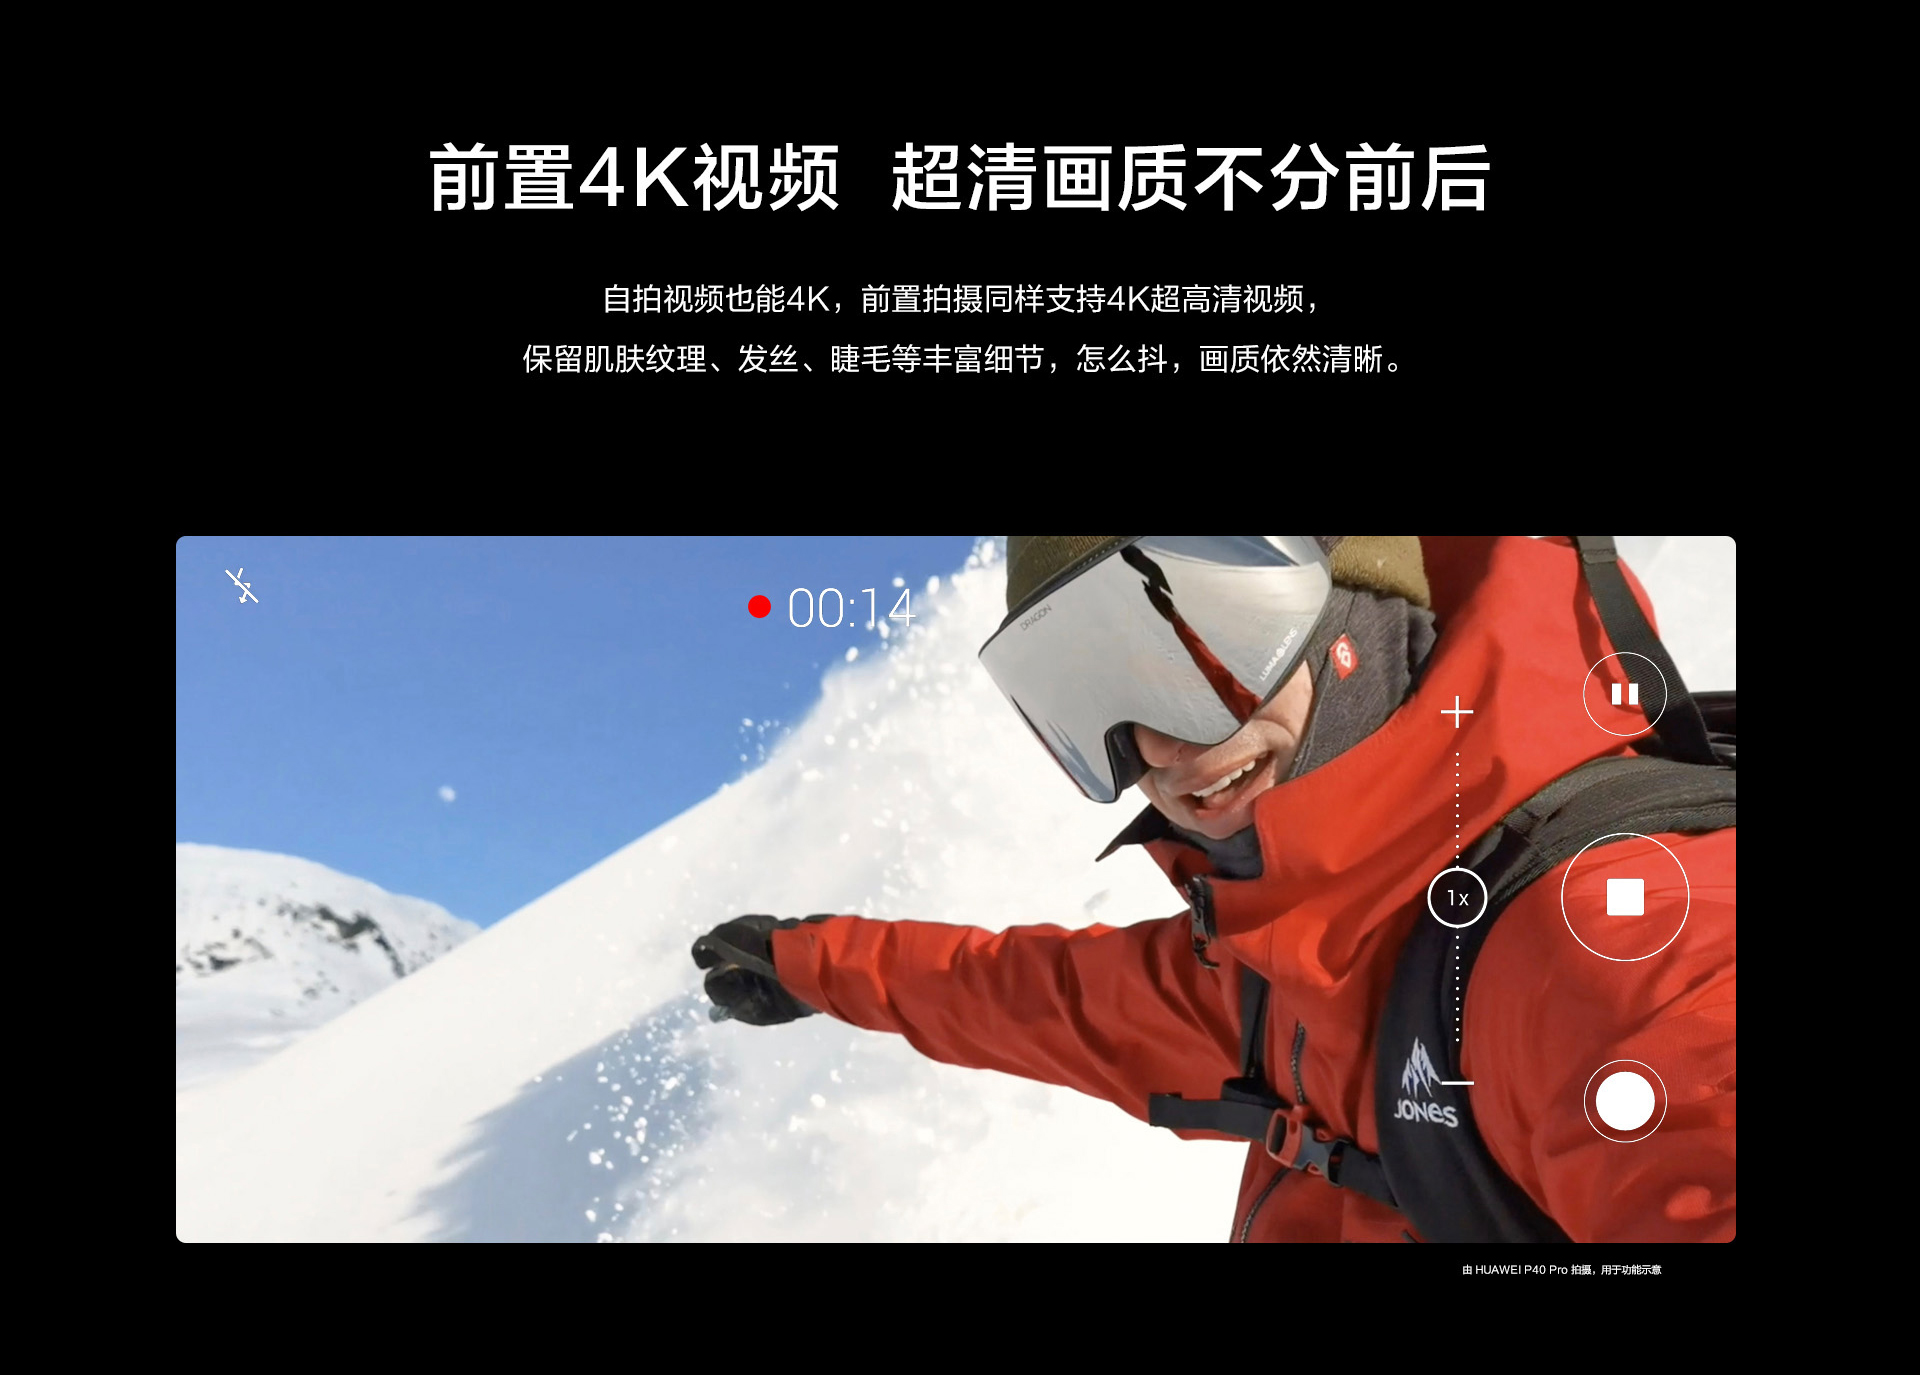 前置4K视频 超清画质不分前后
自拍视频也能4K，前置拍摄同样支持4K超高清视频，
保留肌肤纹理、发丝、睫毛等丰富细节，怎么抖，画质依然清晰。
00:14
DRAGON
LUMALENS
1x
JONES
由 HUAWEI P40 Pro 拍摄，用于功能示意